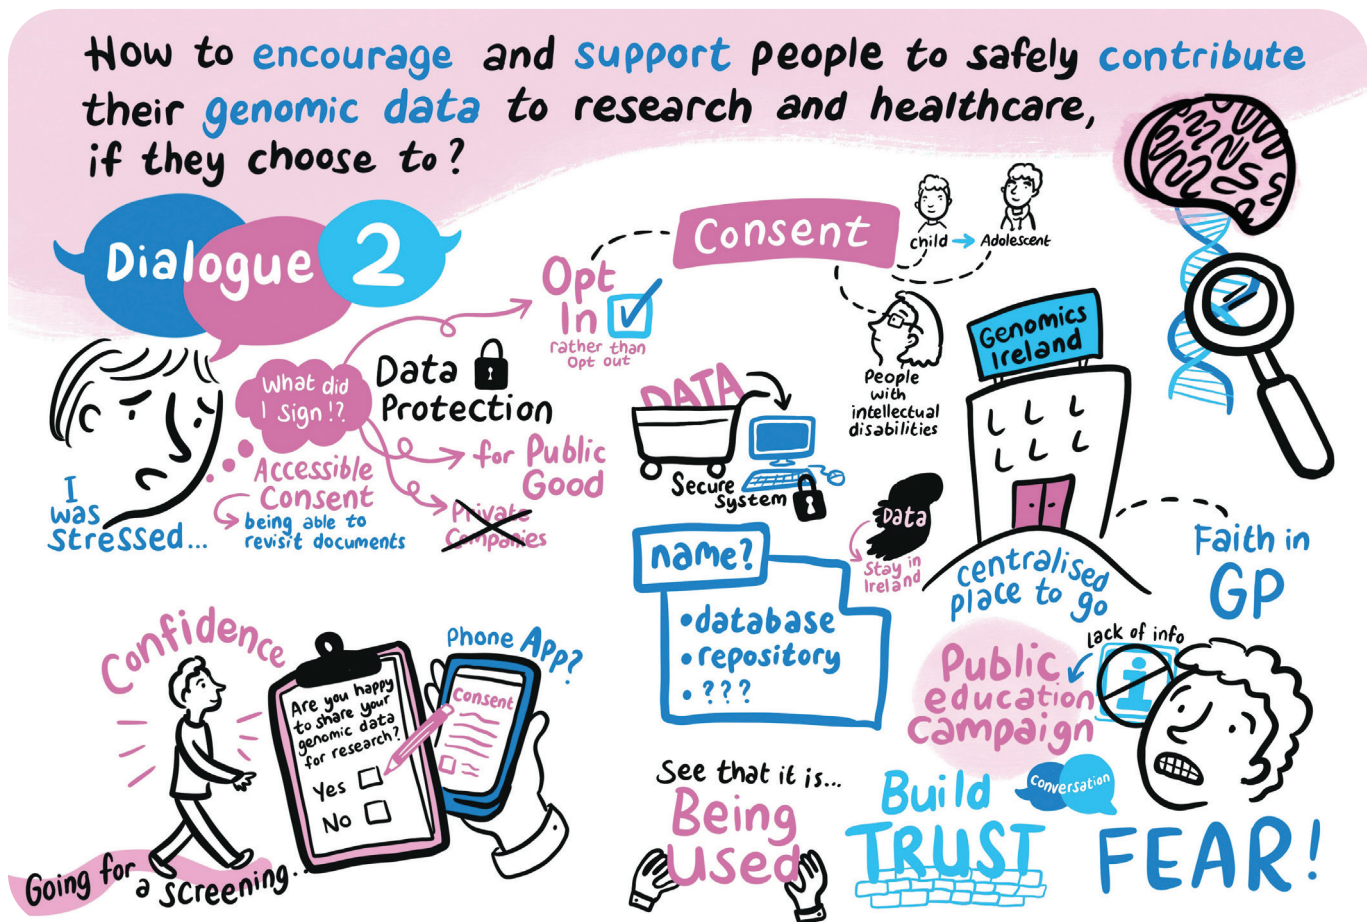 How to encourage and support people to safely contribute
their genomic data to research and healthcare,
if they choose to?
Dialogue 2
Consent
child → Adolescent
Opt
In
rather than
Opt out
People
with
intellectual
disabilities
Genomics
Ireland
What did
I sign!?
Data
Protection
for Public
Good
Private
Companies
I
was
stressed...
Accessible
Consent
being able to
revisit documents
DATA
Secure
System
Data
Stay in
Ireland
centralised
place to go
Faith in
GP
name?
• database
• repository
• ???
Confidence
Going for
a screening...
Are you happy
to share your
genomic data
for research?
Yes
No
Phone App?
Consent
Public
education
campaign
lack of info
i
See that it is...
Being
Used
Build
TRUST
Conversation
FEAR!